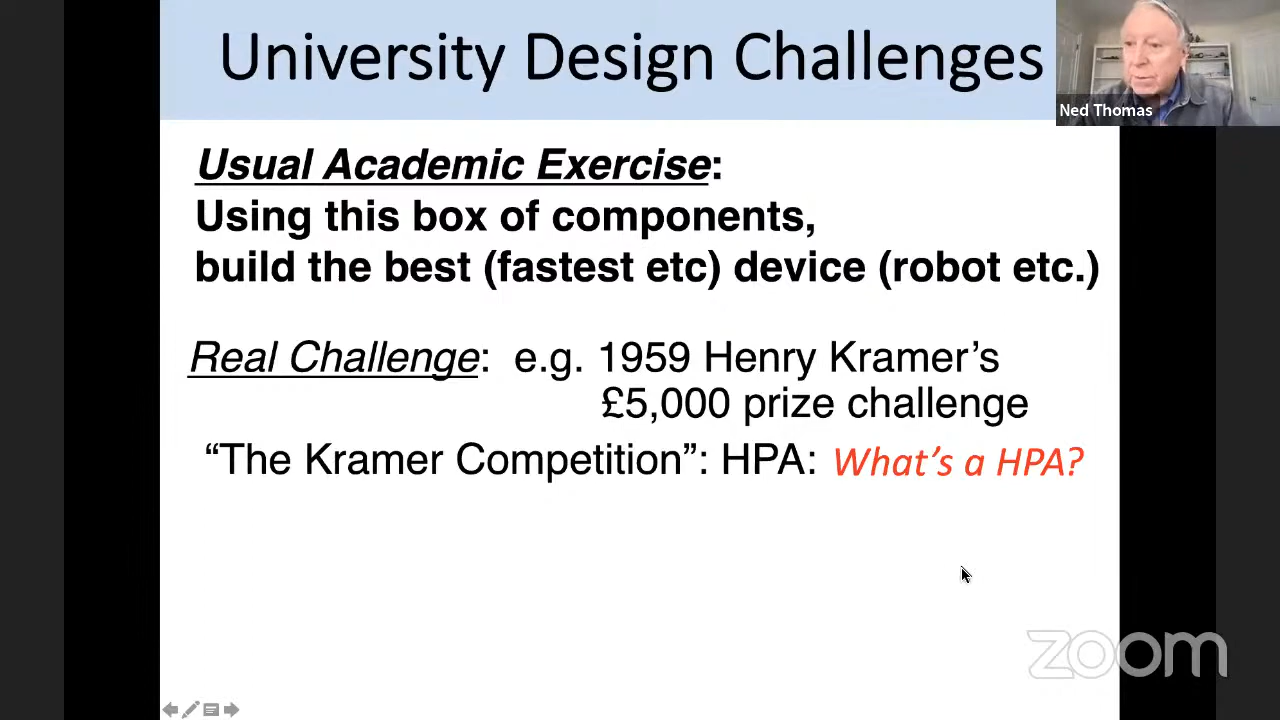 University Design Challenges
Ned Thomas
Usual Academic Exercise:
Using this box of components,
build the best (fastest etc) device (robot etc.)
Real Challenge: e.g. 1959 Henry Kramer’s
£5,000 prize challenge
“The Kramer Competition”: HPA: What’s a HPA?
zoom